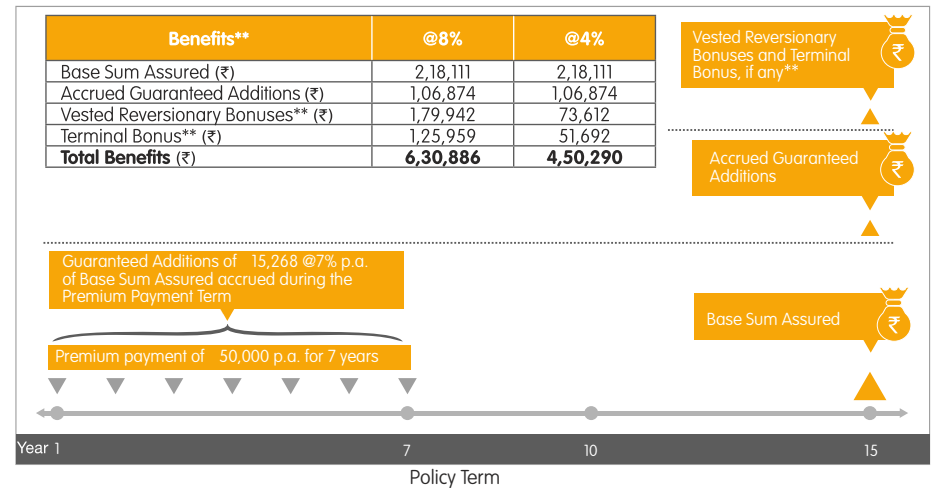 Benefits** @8% @4%
Base Sum Assured (₹) 2,18,111 2,18,111
Accrued Guaranteed Additions (₹) 1,06,874 1,06,874
Vested Reversionary Bonuses** (₹) 1,79,942 73,612
Terminal Bonus** (₹) 1,25,959 51,692
Total Benefits (₹) 6,30,886 4,50,290
Vested Reversionary
Bonuses and Terminal
Bonus, if any**
₹
Accrued Guaranteed
Additions
₹
Guaranteed Additions of 15,268 @7% p.a.
of Base Sum Assured accrued during the
Premium Payment Term
Base Sum Assured
₹
Premium payment of 50,000 p.a. for 7 years
Year 1 7 10 15
Policy Term